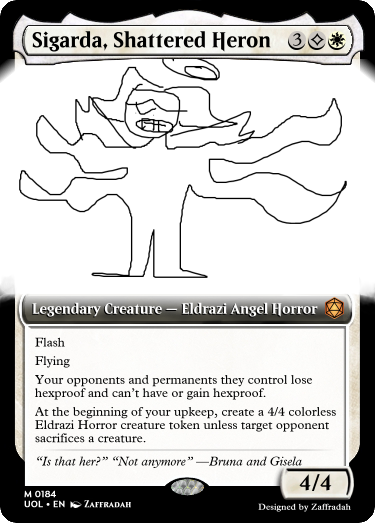 Sigarda, Shattered Heron 3
Legendary Creature — Eldrazi Angel Horror
Flash
Flying
Your opponents and permanents they control lose
hexproof and can't have or gain hexproof.
At the beginning of your upkeep, create a 4/4 colorless
Eldrazi Horror creature token unless target opponent
sacrifices a creature.
“Is that her?” “Not anymore” —Bruna and Gisela
4/4
M 0184
UOL • EN Zaffradah
Designed by Zaffradah